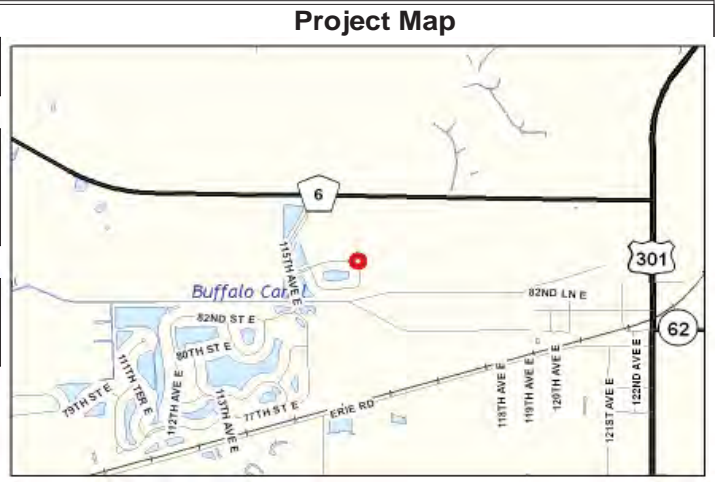 Project Map
6
115TH AVE E
301
Buffalo Canal
82ND LN E
82ND ST E
62
80TH ST E
111TH TER E
112TH AVE E
113TH AVE E
79TH ST E
77TH ST E
ERIE RD
118TH AVE E
119TH AVE E
120TH AVE E
121ST AVE E
122ND AVE E